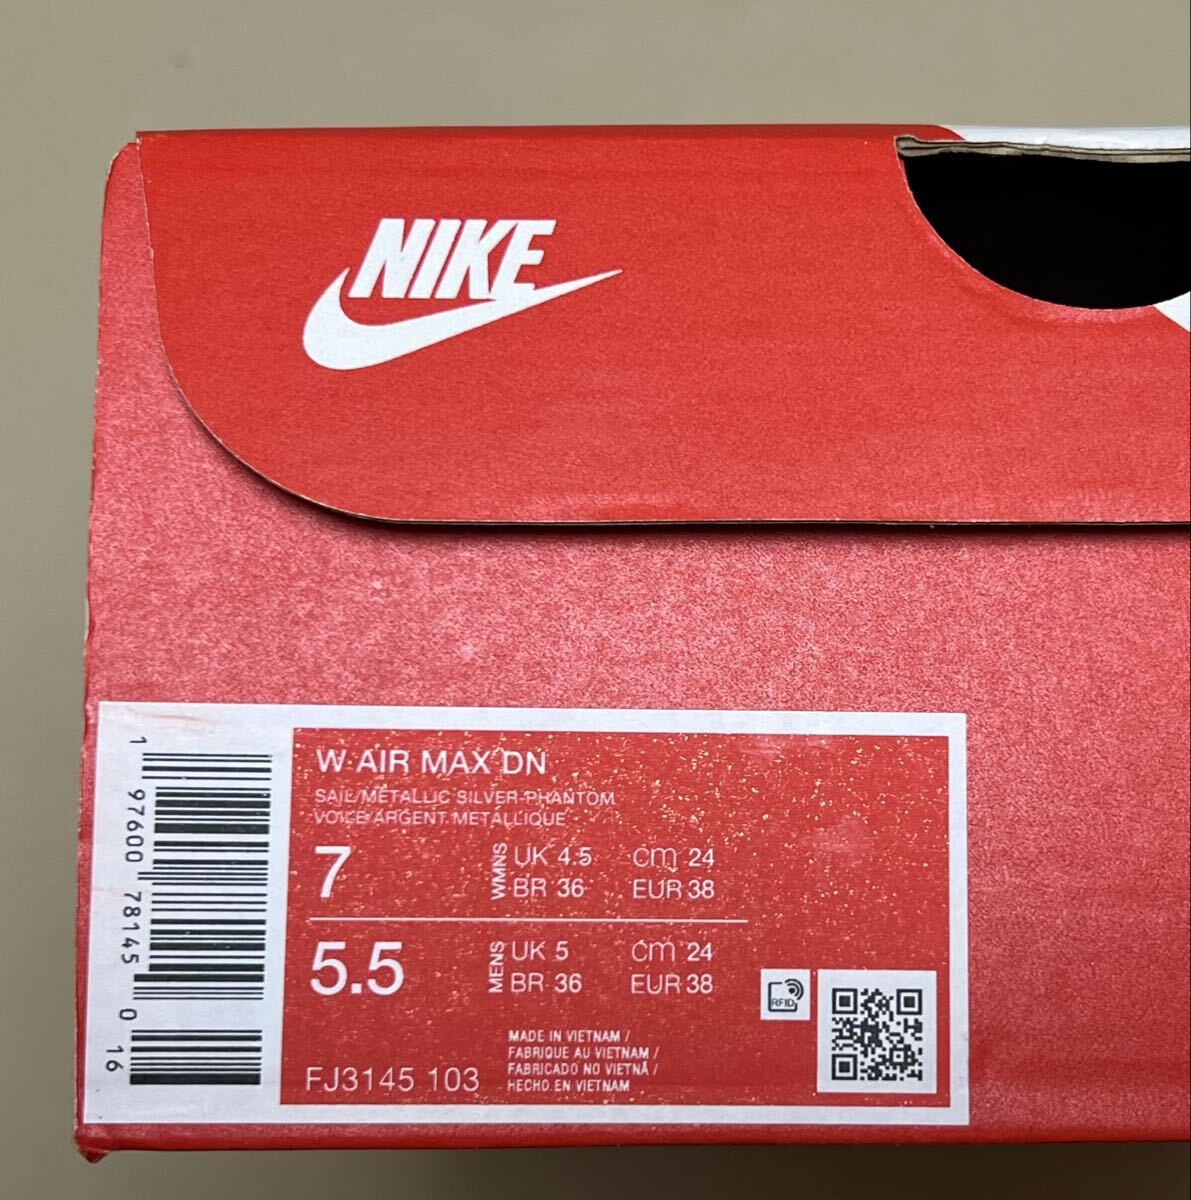 NIKE
W AIR MAX DN
SAIL/METALLIC SILVER-PHANTOM
VOILE/ARGENT METALLIQUE
7 WMNS UK 4.5 cm 24
BR 36 EUR 38
5.5 MENS UK 5 cm 24
BR 36 EUR 38
FJ3145 103
MADE IN VIETNAM /
FABRIQUE AU VIETNAM /
FABRICADO NO VIETNÃ /
HECHO EN VIETNAM
RFID
1 97600 78145 0 16